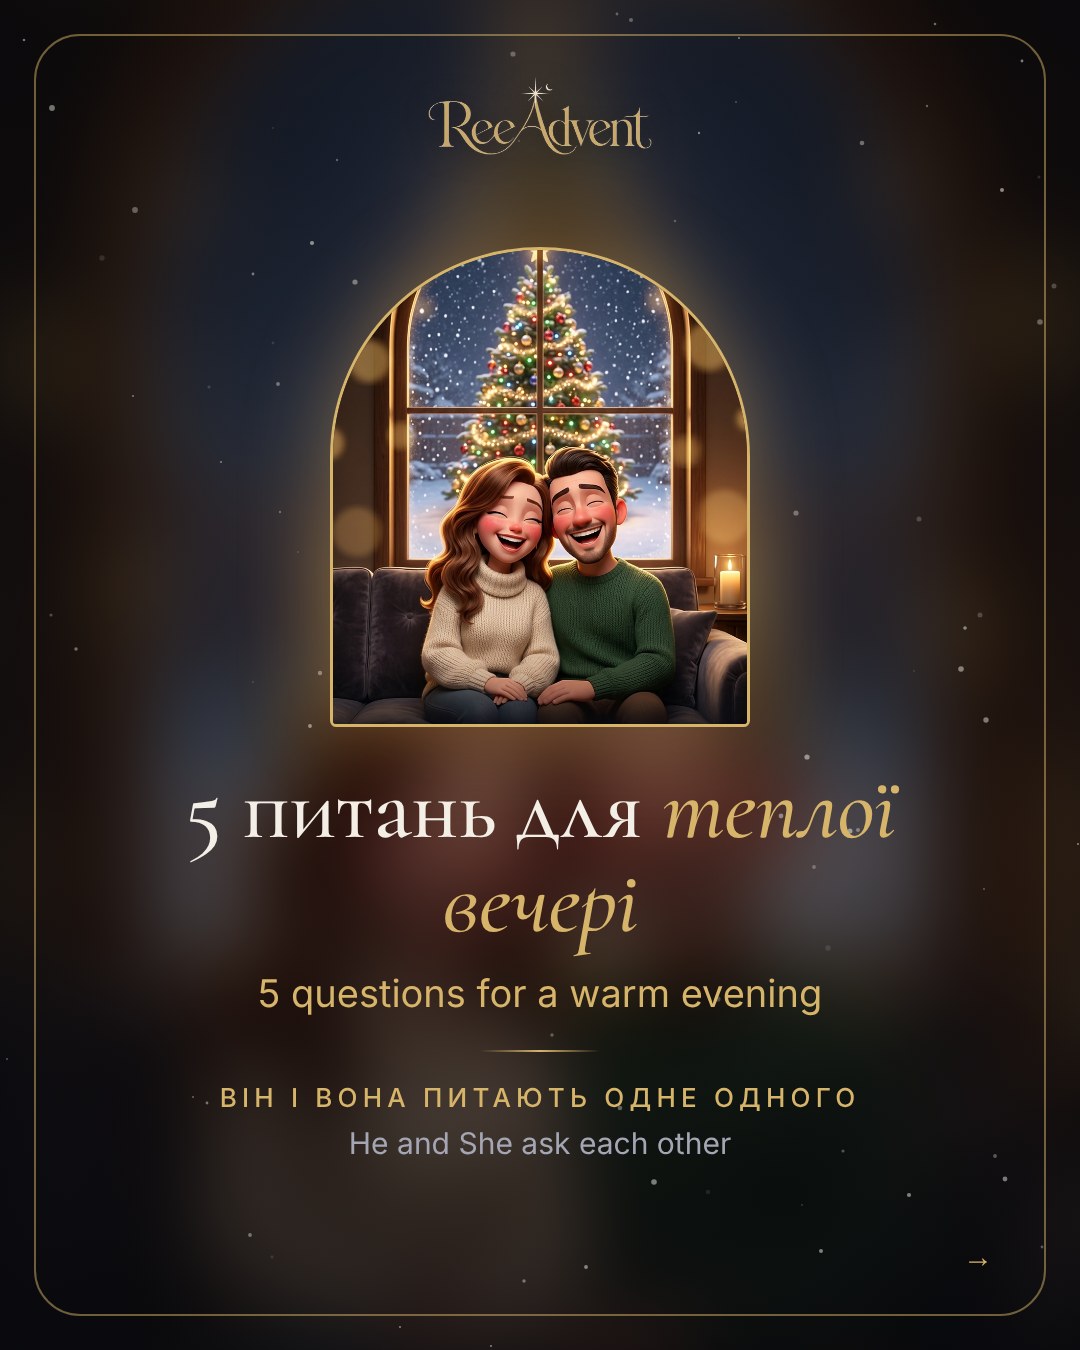 ReeAdvent
5 питань для теплої
вечері
5 questions for a warm evening
ВІН І ВОНА ПИТАЮТЬ ОДНЕ ОДНОГО
He and She ask each other
→